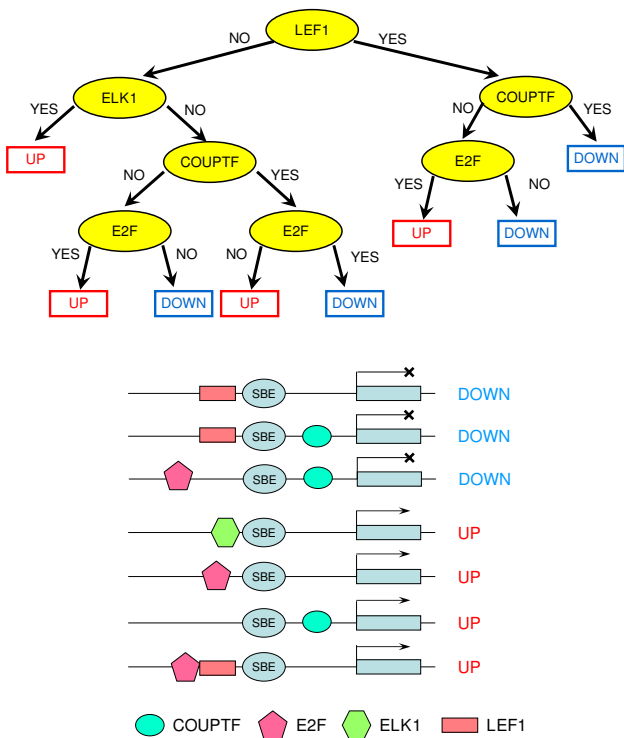 LEF1
NO YES
ELK1 COUPTF
YES NO NO YES
UP COUPTF E2F DOWN
NO YES YES NO
E2F E2F UP DOWN
YES NO NO YES
UP DOWN UP DOWN
SBE DOWN
SBE DOWN
SBE DOWN
SBE UP
SBE UP
SBE UP
SBE UP
COUPTF E2F ELK1 LEF1